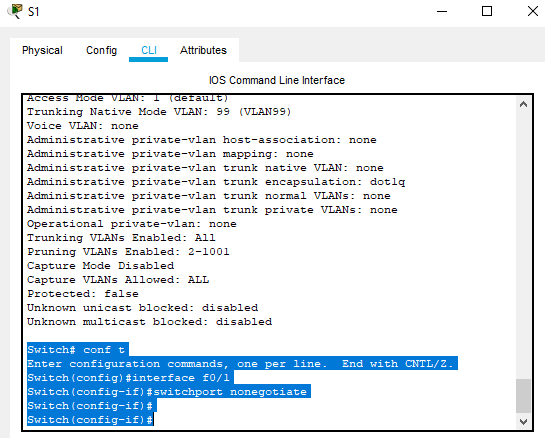 S1
Physical Config CLI Attributes
IOS Command Line Interface
Access Mode VLAN: 1 (default)
Trunking Native Mode VLAN: 99 (VLAN99)
Voice VLAN: none
Administrative private-vlan host-association: none
Administrative private-vlan mapping: none
Administrative private-vlan trunk native VLAN: none
Administrative private-vlan trunk encapsulation: dot1q
Administrative private-vlan trunk normal VLANs: none
Administrative private-vlan trunk private VLANs: none
Operational private-vlan: none
Trunking VLANs Enabled: All
Pruning VLANs Enabled: 2-1001
Capture Mode Disabled
Capture VLANs Allowed: ALL
Protected: false
Unknown unicast blocked: disabled
Unknown multicast blocked: disabled
Switch# conf t
Enter configuration commands, one per line.  End with CNTL/Z.
Switch(config)#interface f0/1
Switch(config-if)#switchport nonegotiate
Switch(config-if)#
Switch(config-if)#